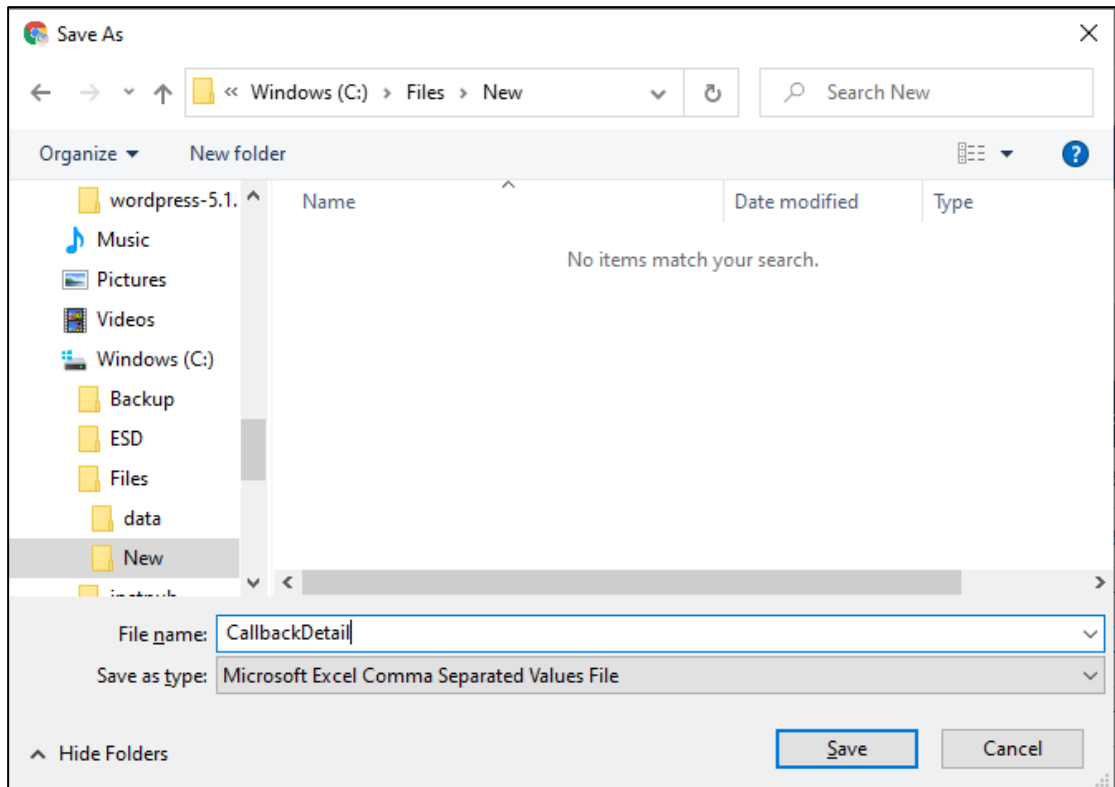 Save As
« Windows (C:) › Files › New
Search New
Organize
New folder
?
wordpress-5.1.
Music
Pictures
Videos
Windows (C:)
Backup
ESD
Files
data
New
Name
Date modified
Type
No items match your search.
File name: CallbackDetail
Save as type: Microsoft Excel Comma Separated Values File
Hide Folders
Save
Cancel